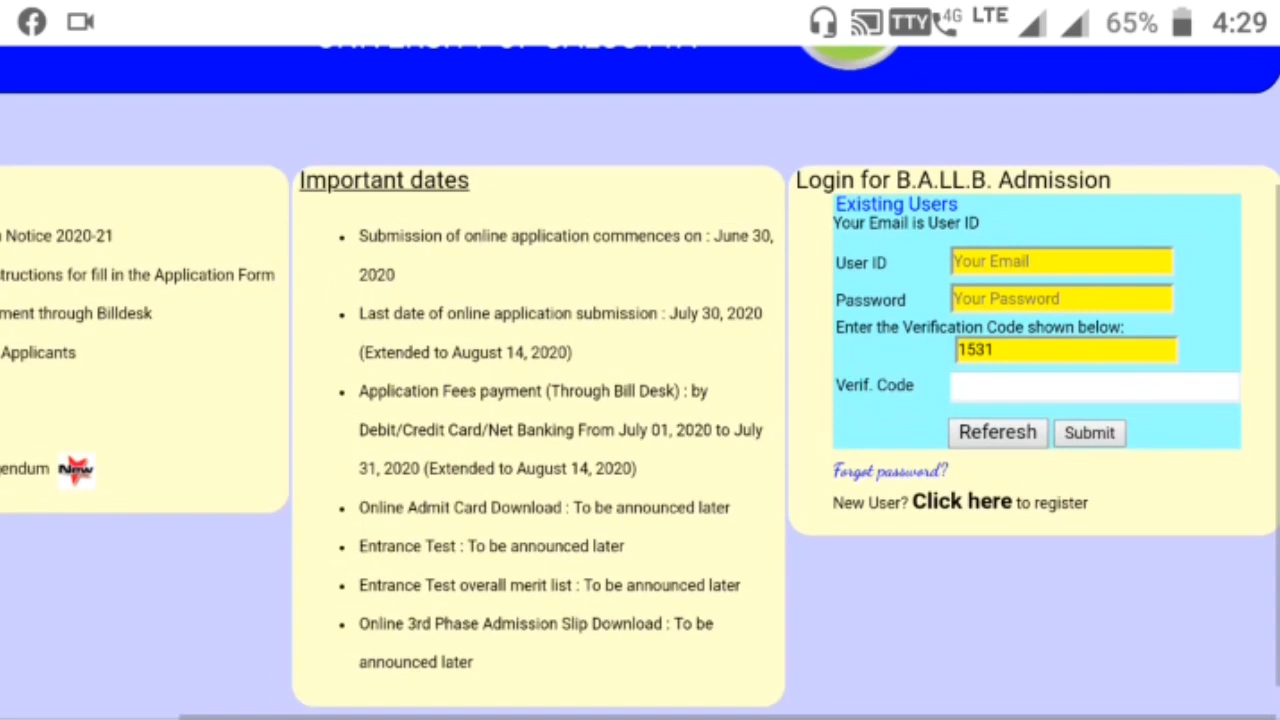 TTY 4G LTE 65% 4:29
Notice 2020-21
tructions for fill in the Application Form
ment through Billdesk
Applicants
endum New
Important dates
• Submission of online application commences on : June 30,
2020
• Last date of online application submission : July 30, 2020
(Extended to August 14, 2020)
• Application Fees payment (Through Bill Desk) : by
Debit/Credit Card/Net Banking From July 01, 2020 to July
31, 2020 (Extended to August 14, 2020)
• Online Admit Card Download : To be announced later
• Entrance Test : To be announced later
• Entrance Test overall merit list : To be announced later
• Online 3rd Phase Admission Slip Download : To be
announced later
Login for B.A.LL.B. Admission
Existing Users
Your Email is User ID
User ID Your Email
Password Your Password
Enter the Verification Code shown below:
1531
Verif. Code
Referesh Submit
Forgot password?
New User? Click here to register